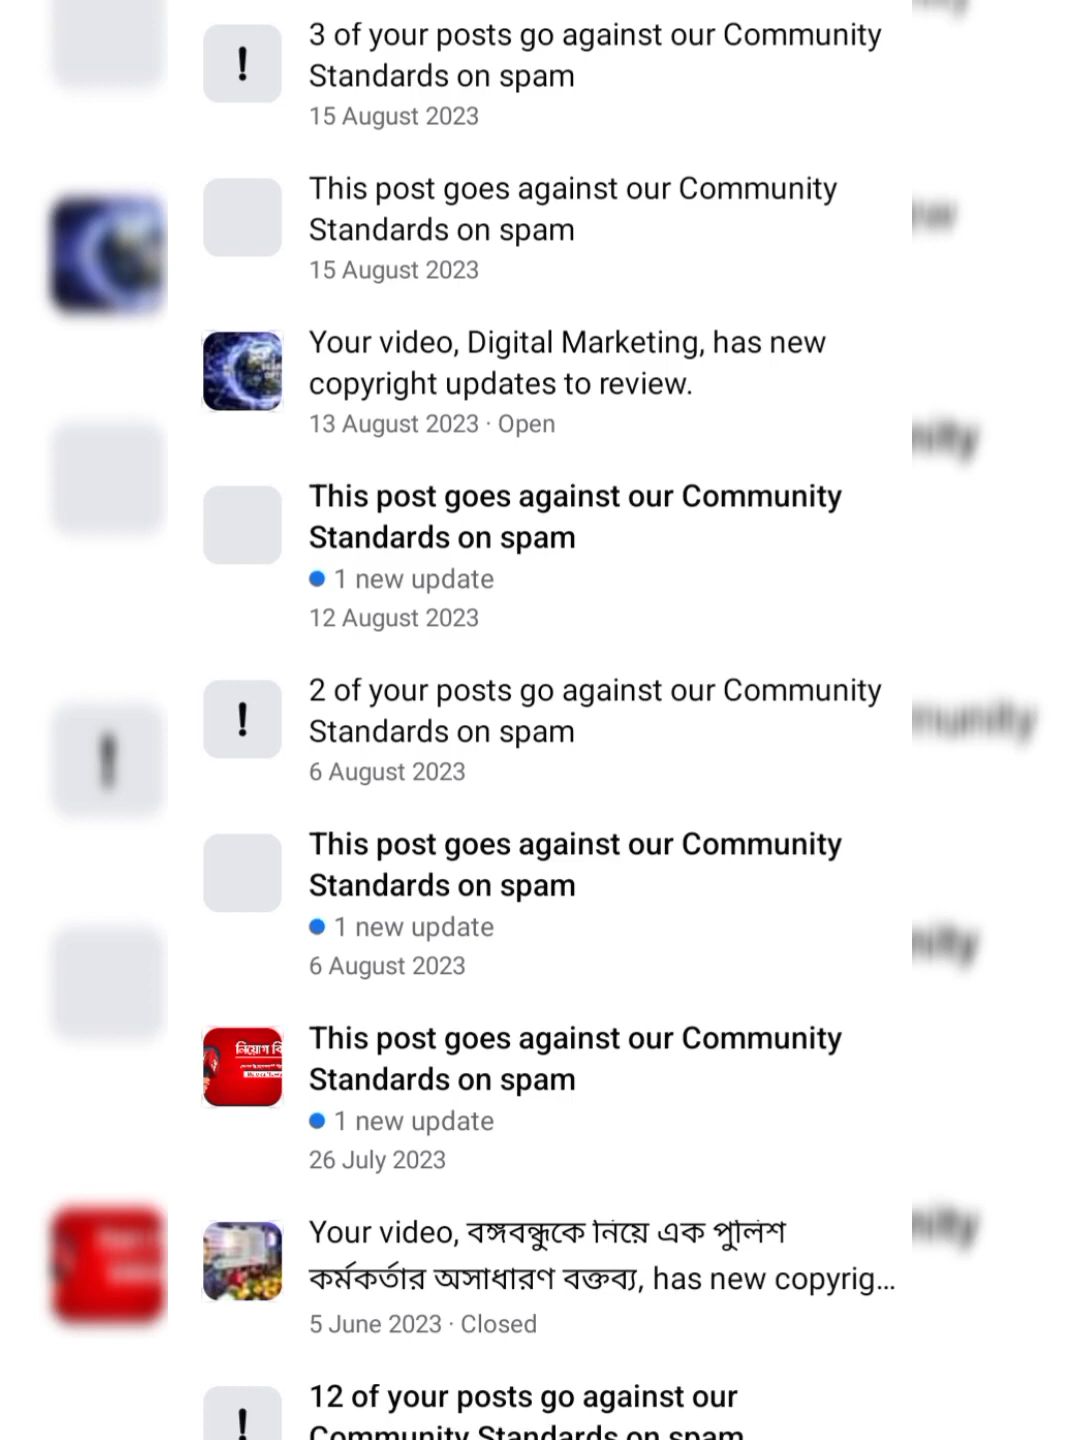 3 of your posts go against our Community
Standards on spam
15 August 2023
This post goes against our Community
Standards on spam
15 August 2023
Your video, Digital Marketing, has new
copyright updates to review.
13 August 2023 · Open
This post goes against our Community
Standards on spam
1 new update
12 August 2023
2 of your posts go against our Community
Standards on spam
6 August 2023
This post goes against our Community
Standards on spam
1 new update
6 August 2023
নিয়োগ বি
This post goes against our Community
Standards on spam
1 new update
26 July 2023
Your video, বঙ্গবন্ধুকে নিয়ে এক পুলিশ
কর্মকর্তার অসাধারণ বক্তব্য, has new copyrig...
5 June 2023 · Closed
12 of your posts go against our
Community Standards on spam